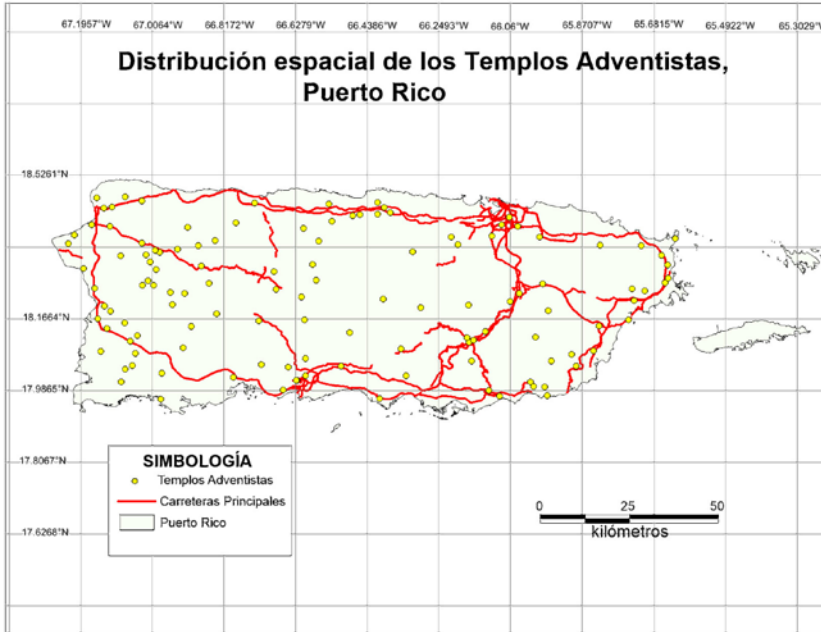 67.1957°W 67.0064°W 66.8172°W 66.6279°W 66.4386°W 66.2493°W 66.06°W 65.8707°W 65.6815°W 65.4922°W 65.3029°W
Distribución espacial de los Templos Adventistas,
Puerto Rico
18.5261°N
18.1664°N
17.9865°N
17.8067°N
17.6268°N
SIMBOLOGÍA
Templos Adventistas
Carreteras Principales
Puerto Rico
0 25 50
kilómetros